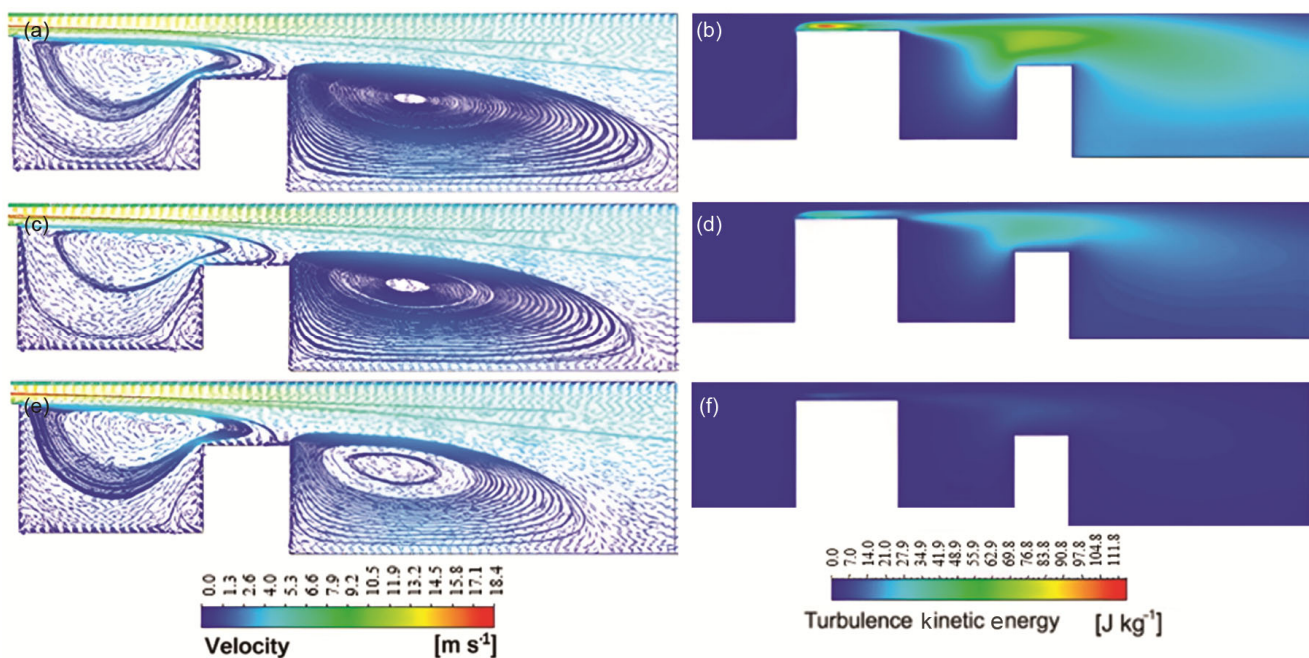 (a)
(b)
(c)
(d)
(e)
(f)
0.0 1.3 2.6 4.0 5.3 6.6 7.9 9.2 10.5 11.9 13.2 14.5 15.8 17.1 18.4
Velocity [m s-1]
0.0 7.0 14.0 21.0 27.9 34.9 41.9 48.9 55.9 62.9 69.8 76.8 83.8 90.8 97.8 104.8 111.8
Turbulence kinetic energy [J kg-1]